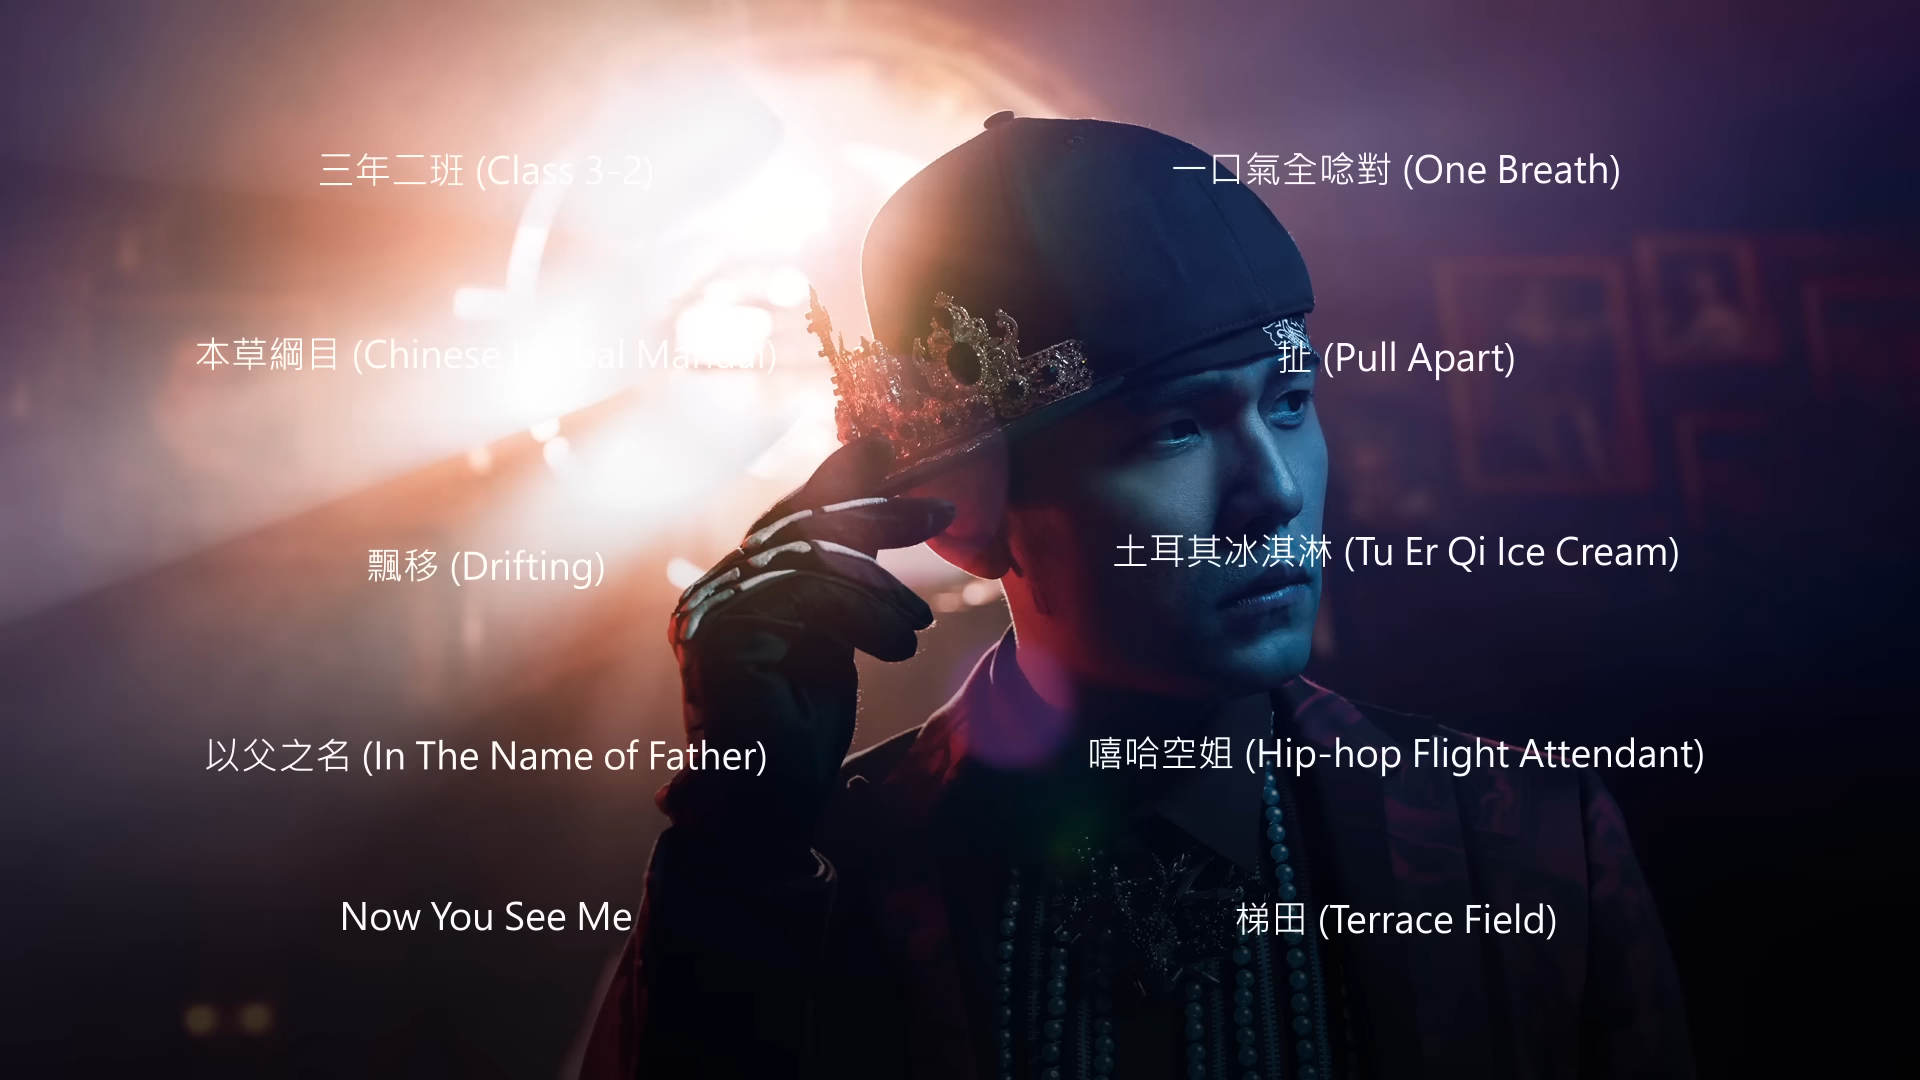 三年二班 (Class 3-2)
一口氣全唸對 (One Breath)
本草綱目 (Chinese Herbal Manual)
扯 (Pull Apart)
飄移 (Drifting)
土耳其冰淇淋 (Tu Er Qi Ice Cream)
以父之名 (In The Name of Father)
嘻哈空姐 (Hip-hop Flight Attendant)
Now You See Me
梯田 (Terrace Field)